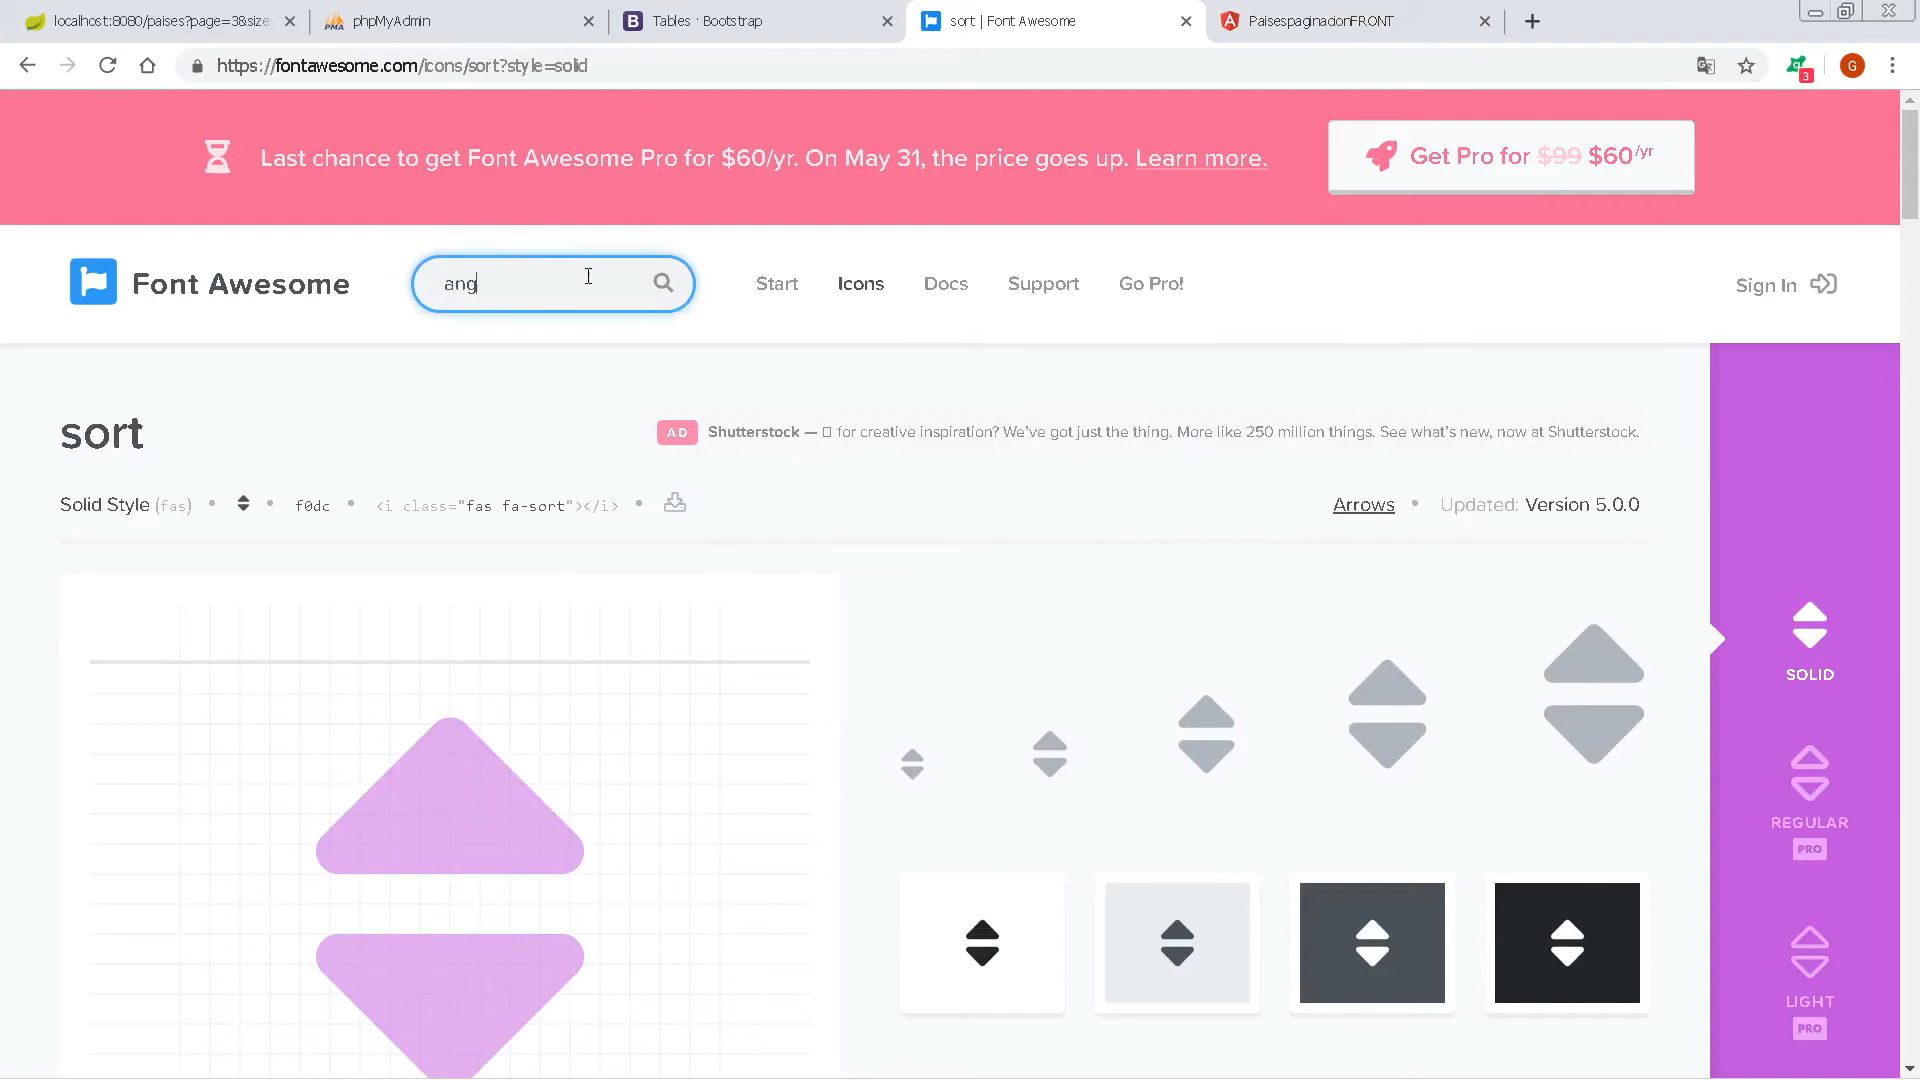 localhost:8080/paises?page=3&size
phpMyAdmin
Tables · Bootstrap
sort | Font Awesome
PaisespaginacionFRONT
https://fontawesome.com/icons/sort?style=solid
G
3
Last chance to get Font Awesome Pro for $60/yr. On May 31, the price goes up. Learn more.
Get Pro for $99 $60/yr
Font Awesome
ang
Start
Icons
Docs
Support
Go Pro!
Sign In
sort
AD
Shutterstock — for creative inspiration? We've got just the thing. More like 250 million things. See what's new, now at Shutterstock.
Solid Style (fas) • • f0dc • <i class="fas fa-sort"></i> •
Arrows • Updated: Version 5.0.0
SOLID
REGULAR
PRO
LIGHT
PRO